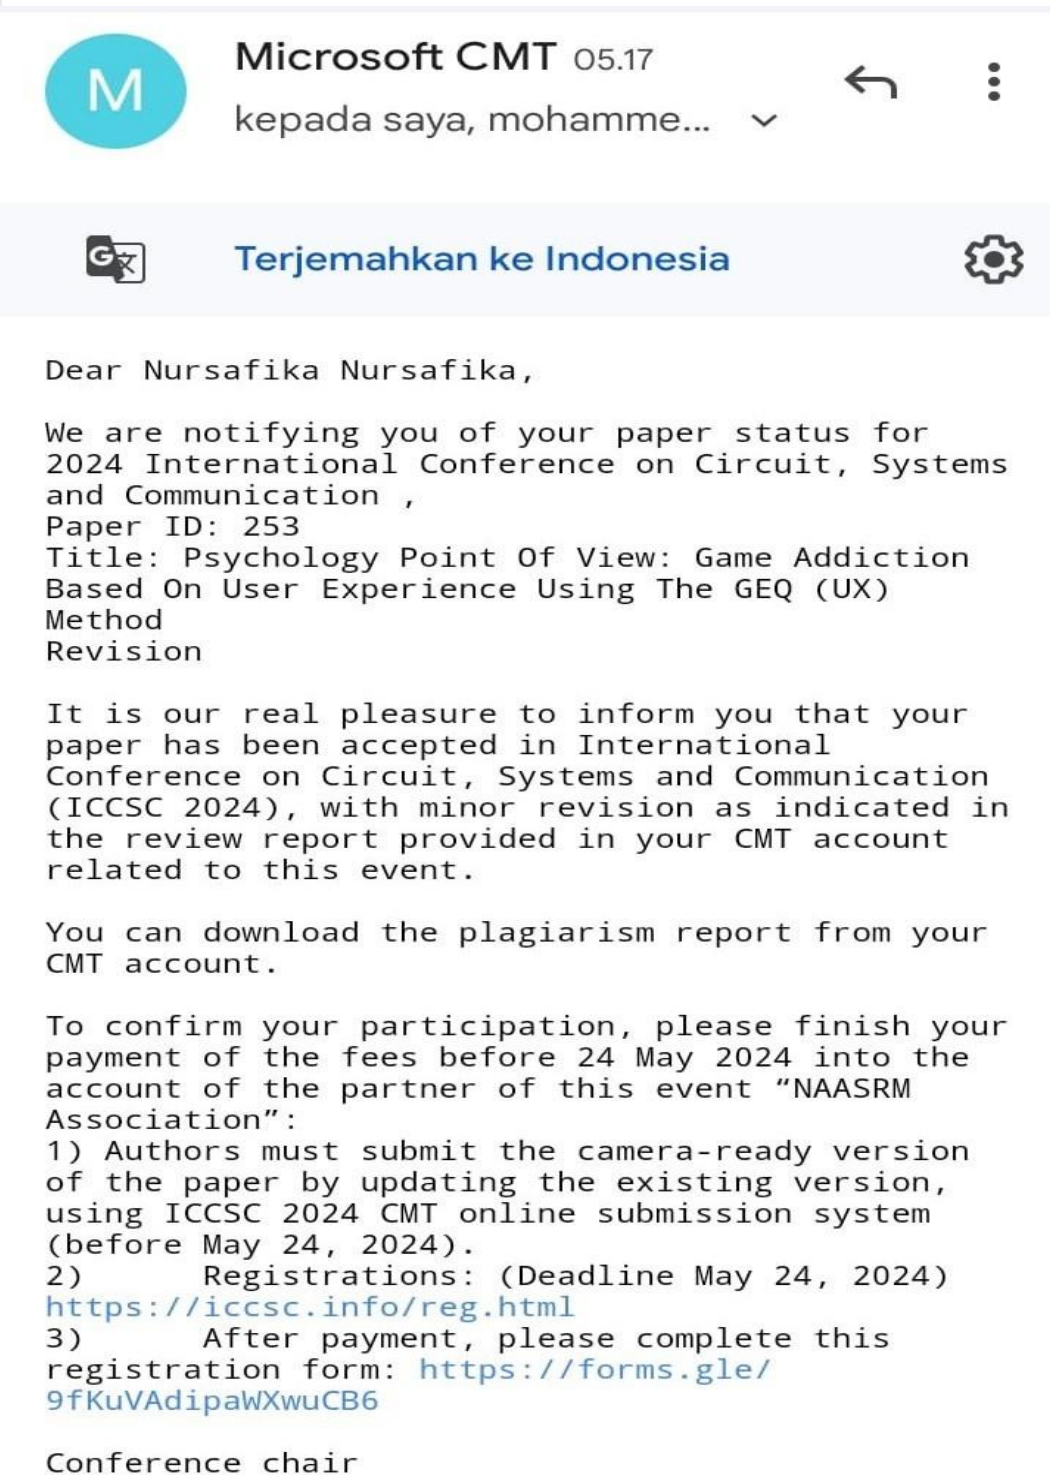 M
Microsoft CMT 05.17
kepada saya, mohamme...
G文
Terjemahkan ke Indonesia
Dear Nursafika Nursafika,
We are notifying you of your paper status for
2024 International Conference on Circuit, Systems
and Communication ,
Paper ID: 253
Title: Psychology Point Of View: Game Addiction
Based On User Experience Using The GEQ (UX)
Method
Revision
It is our real pleasure to inform you that your
paper has been accepted in International
Conference on Circuit, Systems and Communication
(ICCSC 2024), with minor revision as indicated in
the review report provided in your CMT account
related to this event.
You can download the plagiarism report from your
CMT account.
To confirm your participation, please finish your
payment of the fees before 24 May 2024 into the
account of the partner of this event “NAASRM
Association”:
1) Authors must submit the camera-ready version
of the paper by updating the existing version,
using ICCSC 2024 CMT online submission system
(before May 24, 2024).
2) Registrations: (Deadline May 24, 2024)
https://iccsc.info/reg.html
3) After payment, please complete this
registration form: https://forms.gle/
9fKuVAdipaWXwuCB6
Conference chair